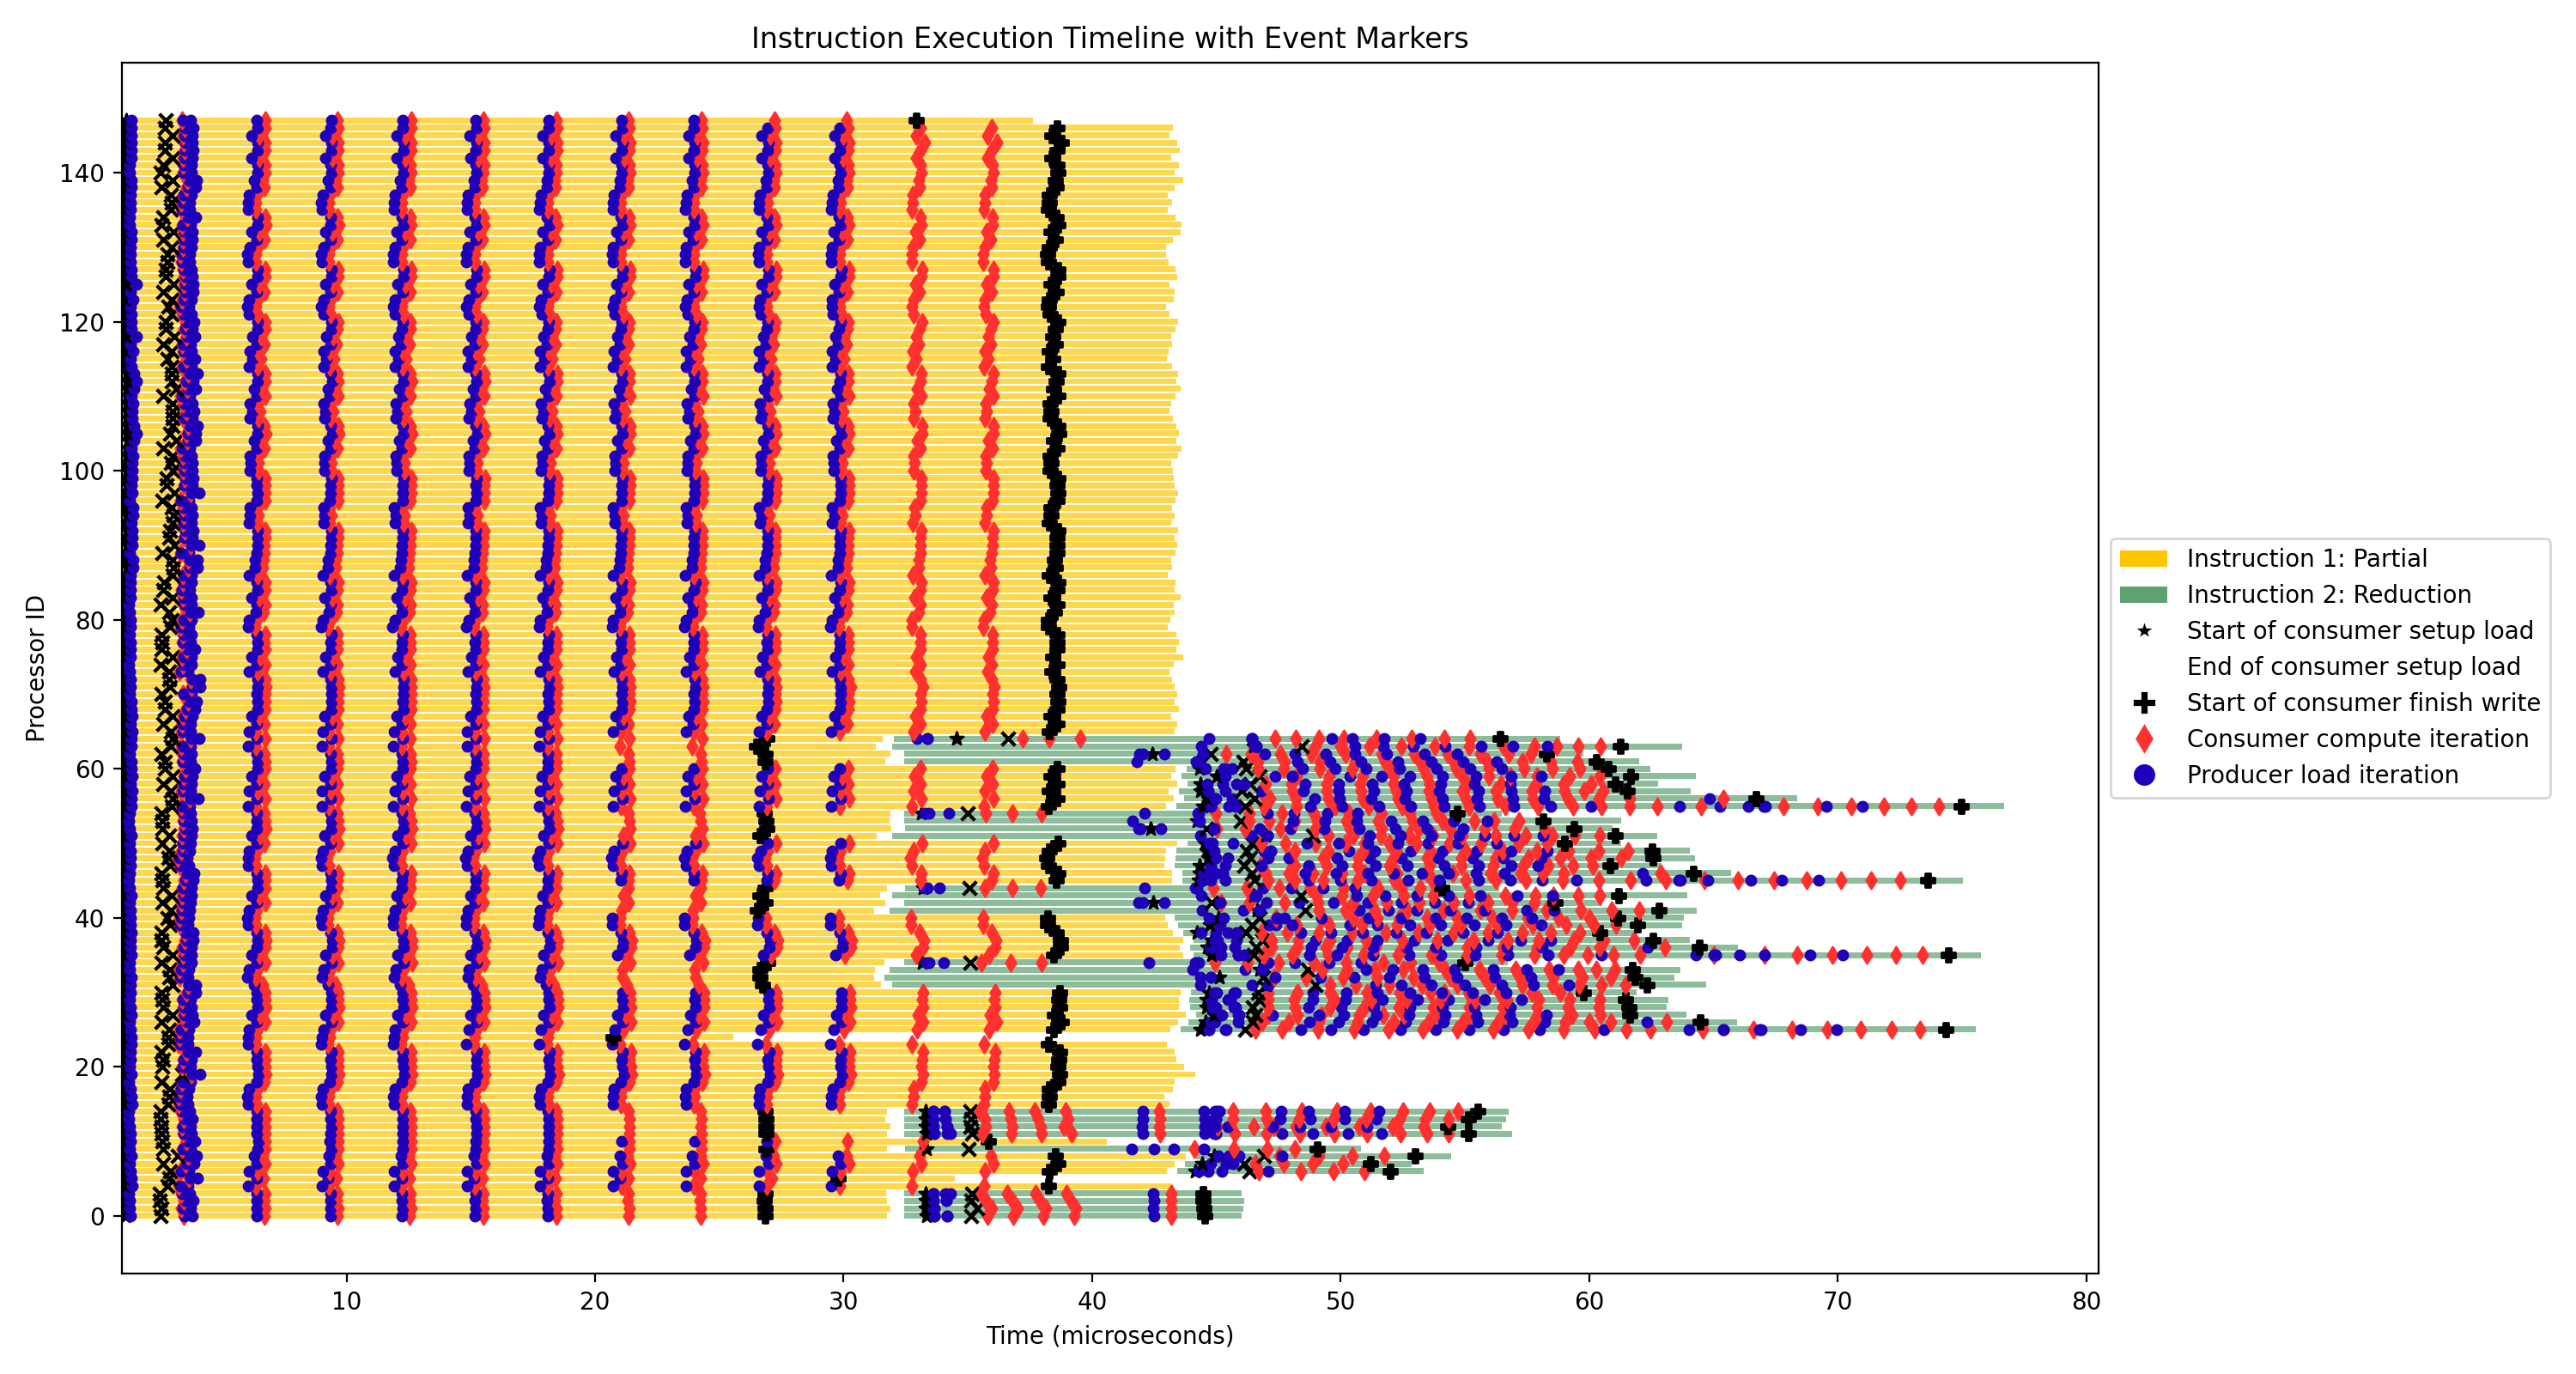 Instruction Execution Timeline with Event Markers
Processor ID
140
120
100
80
60
40
20
0
10 20 30 40 50 60 70 80
Time (microseconds)
Instruction 1: Partial
Instruction 2: Reduction
Start of consumer setup load
End of consumer setup load
Start of consumer finish write
Consumer compute iteration
Producer load iteration